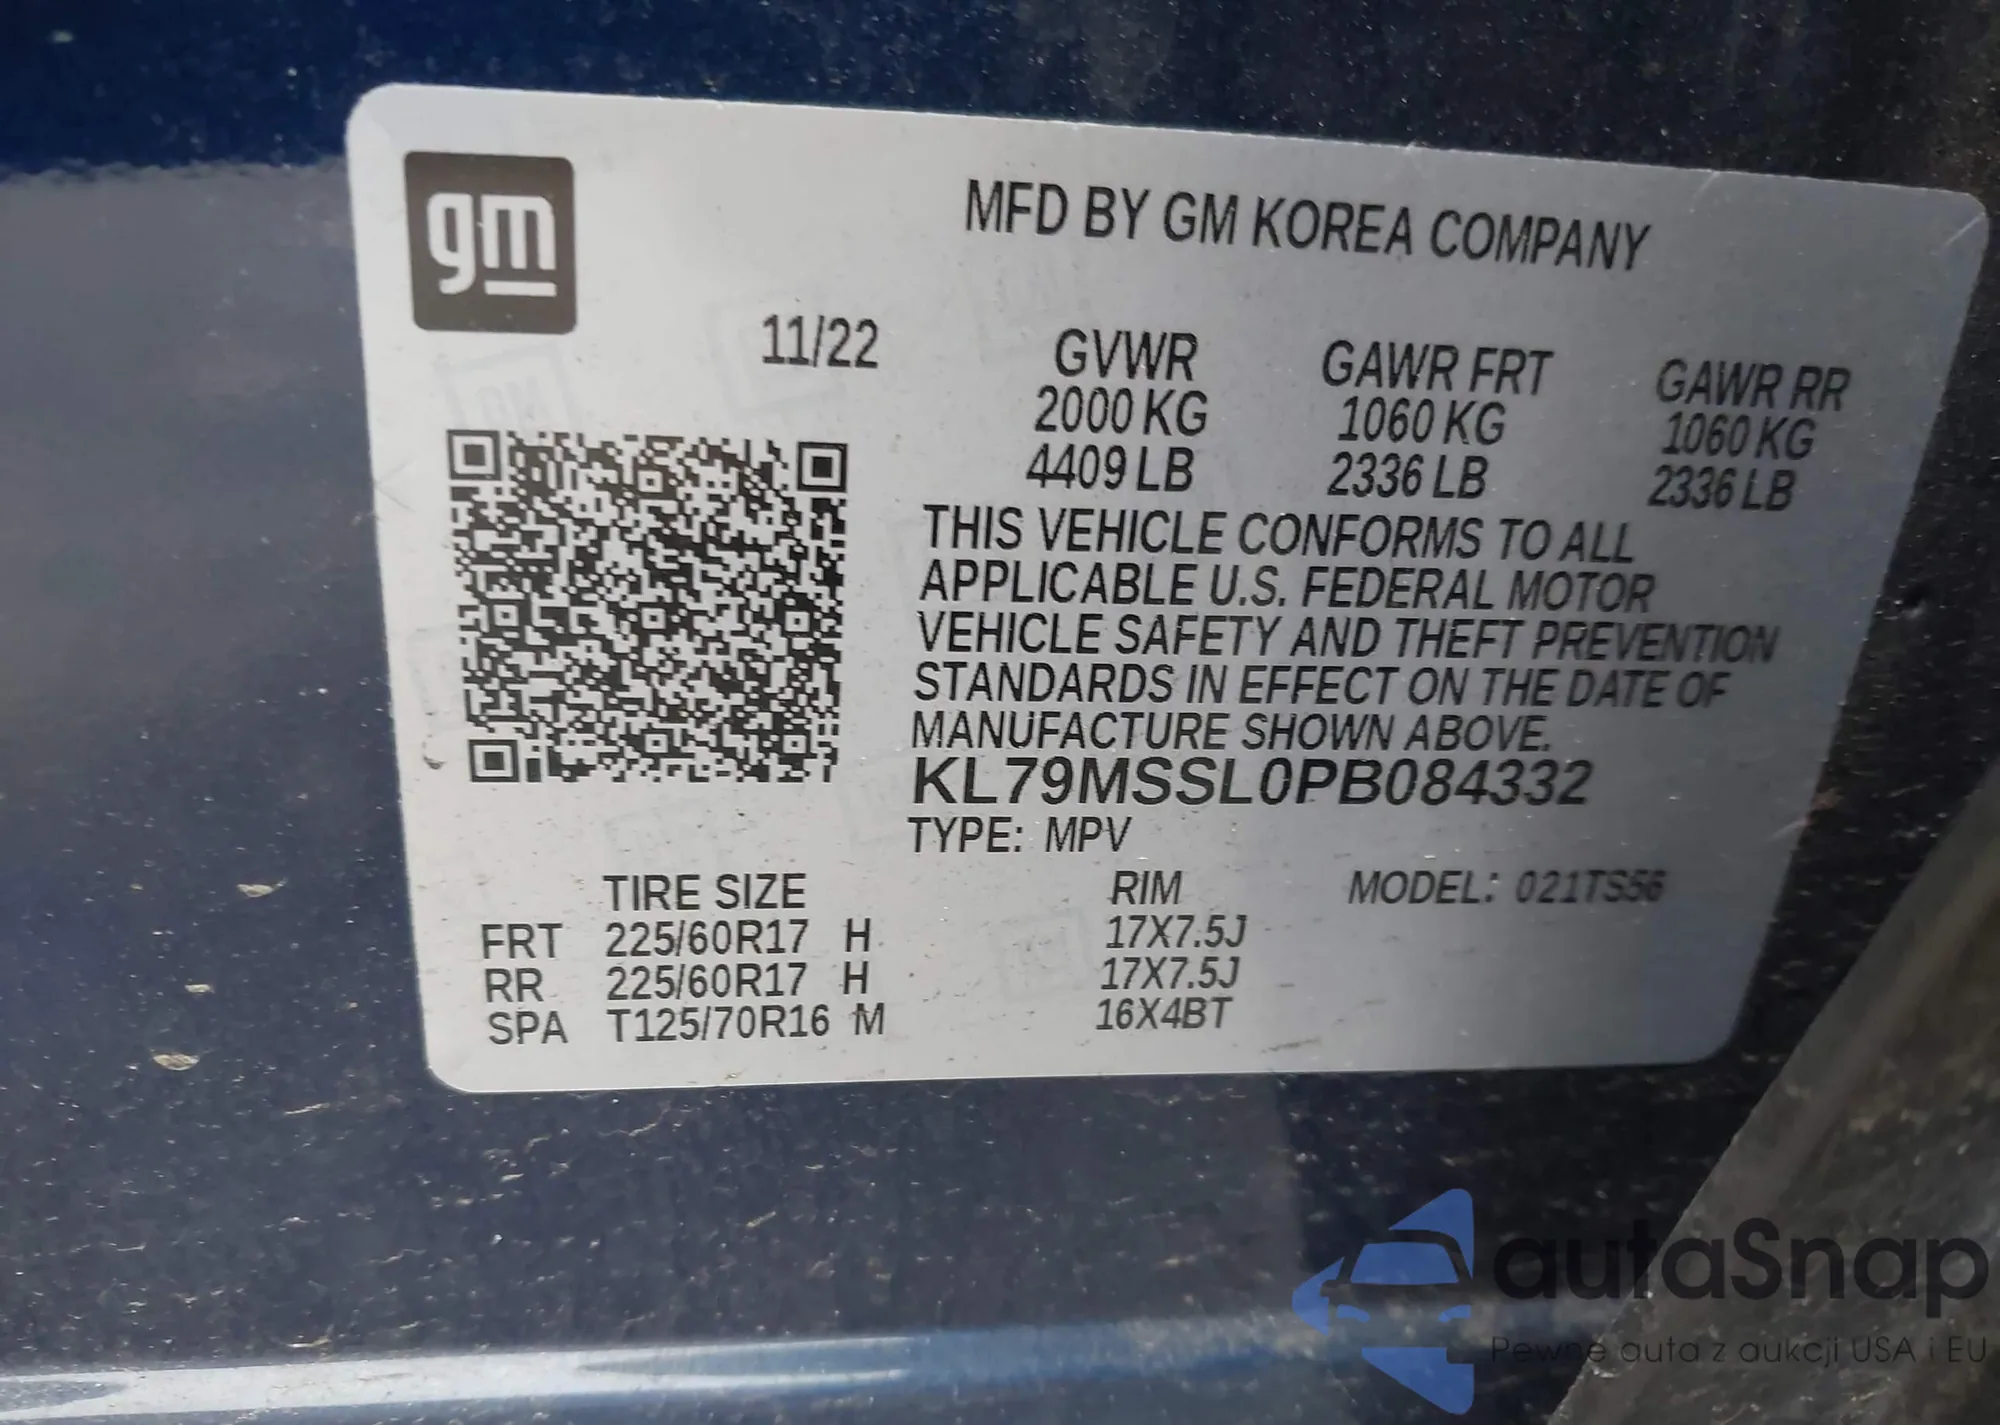 gm
MFD BY GM KOREA COMPANY
11/22
GVWR GAWR FRT GAWR RR
2000 KG 1060 KG 1060 KG
4409 LB 2336 LB 2336 LB
THIS VEHICLE CONFORMS TO ALL
APPLICABLE U.S. FEDERAL MOTOR
VEHICLE SAFETY AND THEFT PREVENTION
STANDARDS IN EFFECT ON THE DATE OF
MANUFACTURE SHOWN ABOVE.
KL79MSSL0PB084332
TYPE: MPV
TIRE SIZE RIM MODEL: 021TS56
FRT 225/60R17 H 17X7.5J
RR 225/60R17 H 17X7.5J
SPA T125/70R16 M 16X4BT
autaSnap
Pewne auta z aukcji USA i EU